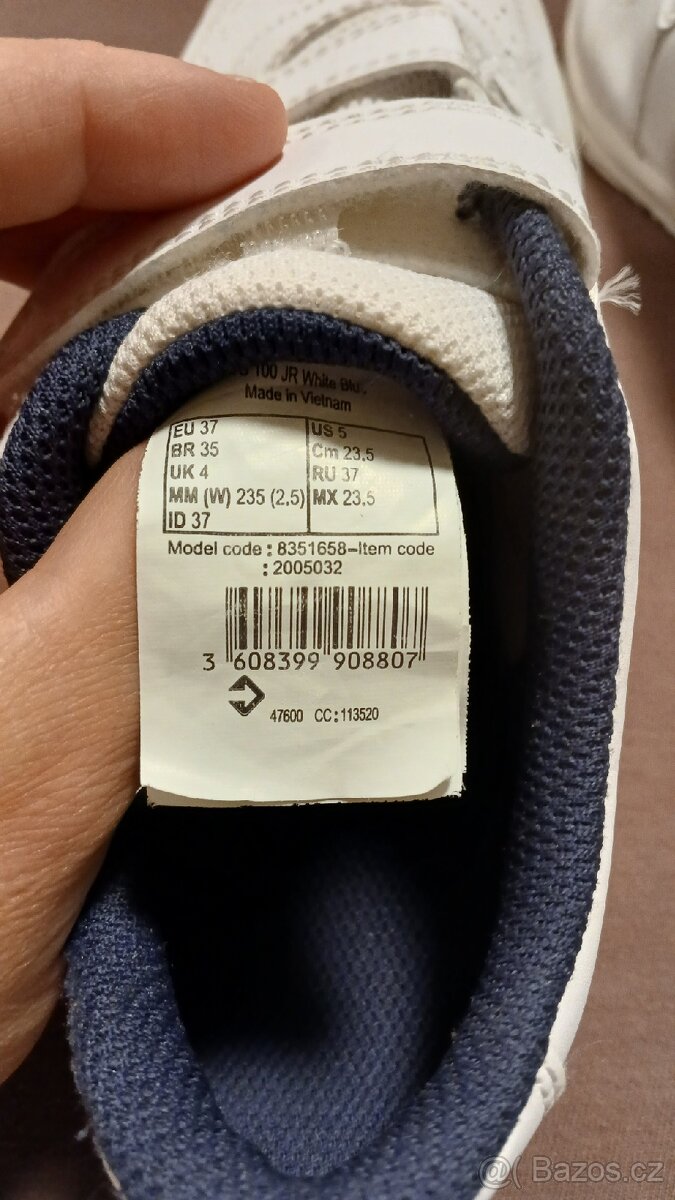 100 JR White Blu.
Made in Vietnam
EU 37 US 5
BR 35 Cm 23.5
UK 4 RU 37
MM (W) 235 (2,5) MX 23.5
ID 37
Model code : 8351658-Item code
: 2005032
3 608399 908807
47600 CC:113520
@( Bazoš.cz